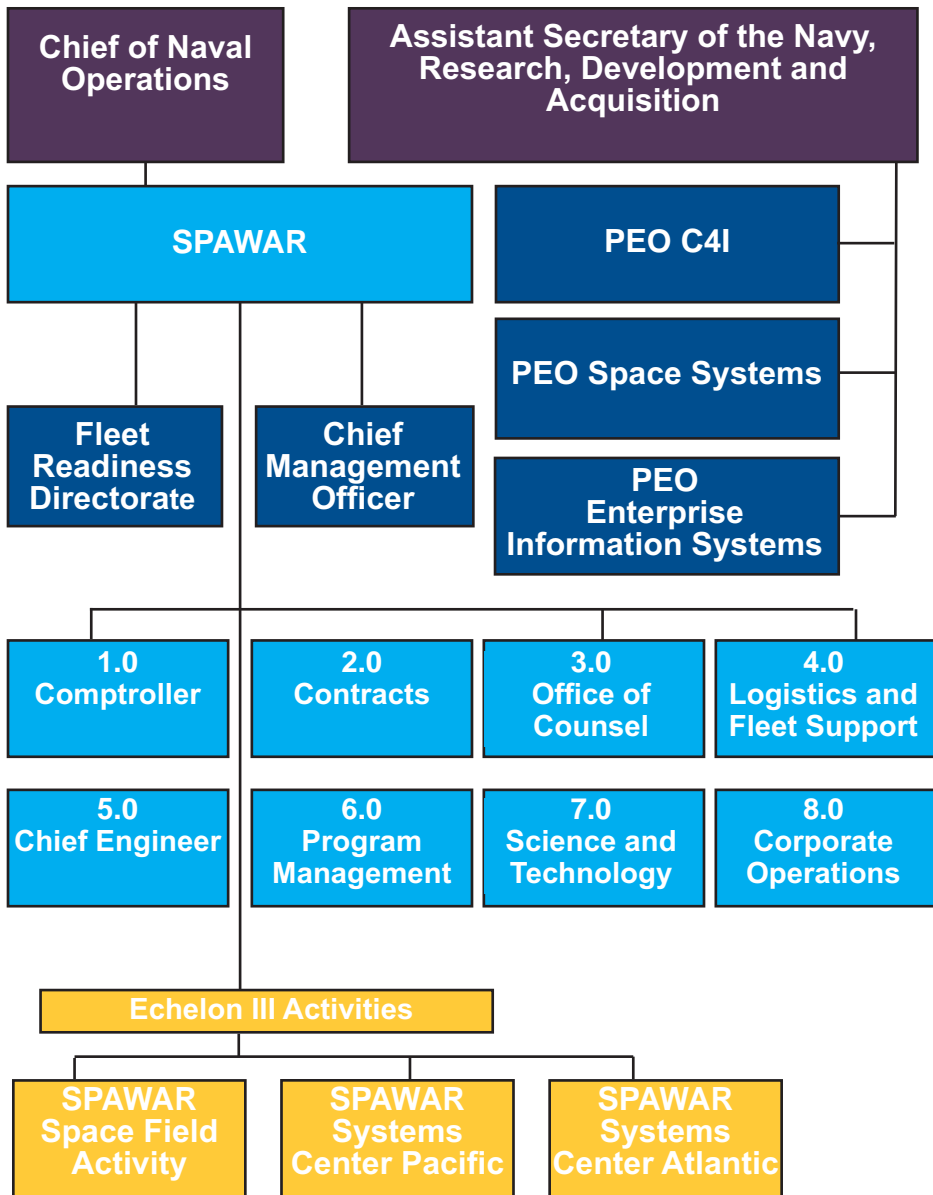 Chief of Naval
Operations
Assistant Secretary of the Navy,
Research, Development and
Acquisition
SPAWAR
PEO C4I
PEO Space Systems
PEO
Enterprise
Information Systems
Fleet
Readiness
Directorate
Chief
Management
Officer
1.0
Comptroller
2.0
Contracts
3.0
Office of
Counsel
4.0
Logistics and
Fleet Support
5.0
Chief Engineer
6.0
Program
Management
7.0
Science and
Technology
8.0
Corporate
Operations
Echelon III Activities
SPAWAR
Space Field
Activity
SPAWAR
Systems
Center Pacific
SPAWAR
Systems
Center Atlantic